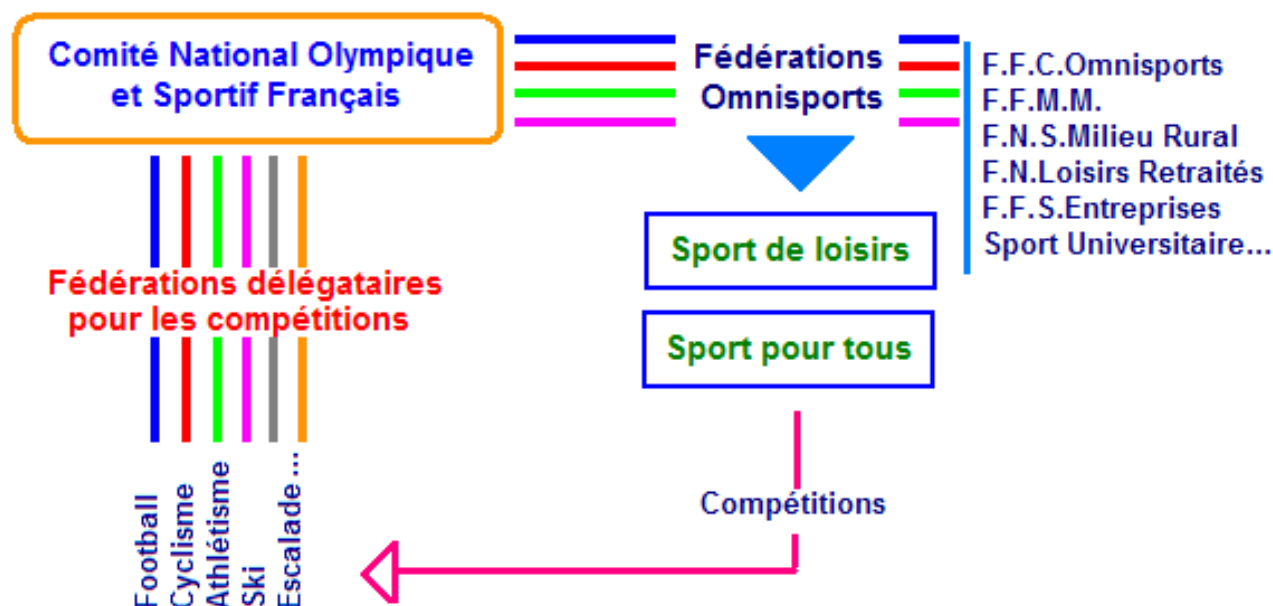 Comité National Olympique
et Sportif Français
Fédérations
Omnisports
F.F.C.Omnisports
F.F.M.M.
F.N.S.Milieu Rural
F.N.Loisirs Retraités
F.F.S.Entreprises
Sport Universitaire...
Sport de loisirs
Sport pour tous
Fédérations délégataires
pour les compétitions
Compétitions
Football
Cyclisme
Athlétisme
Ski
Escalade ...